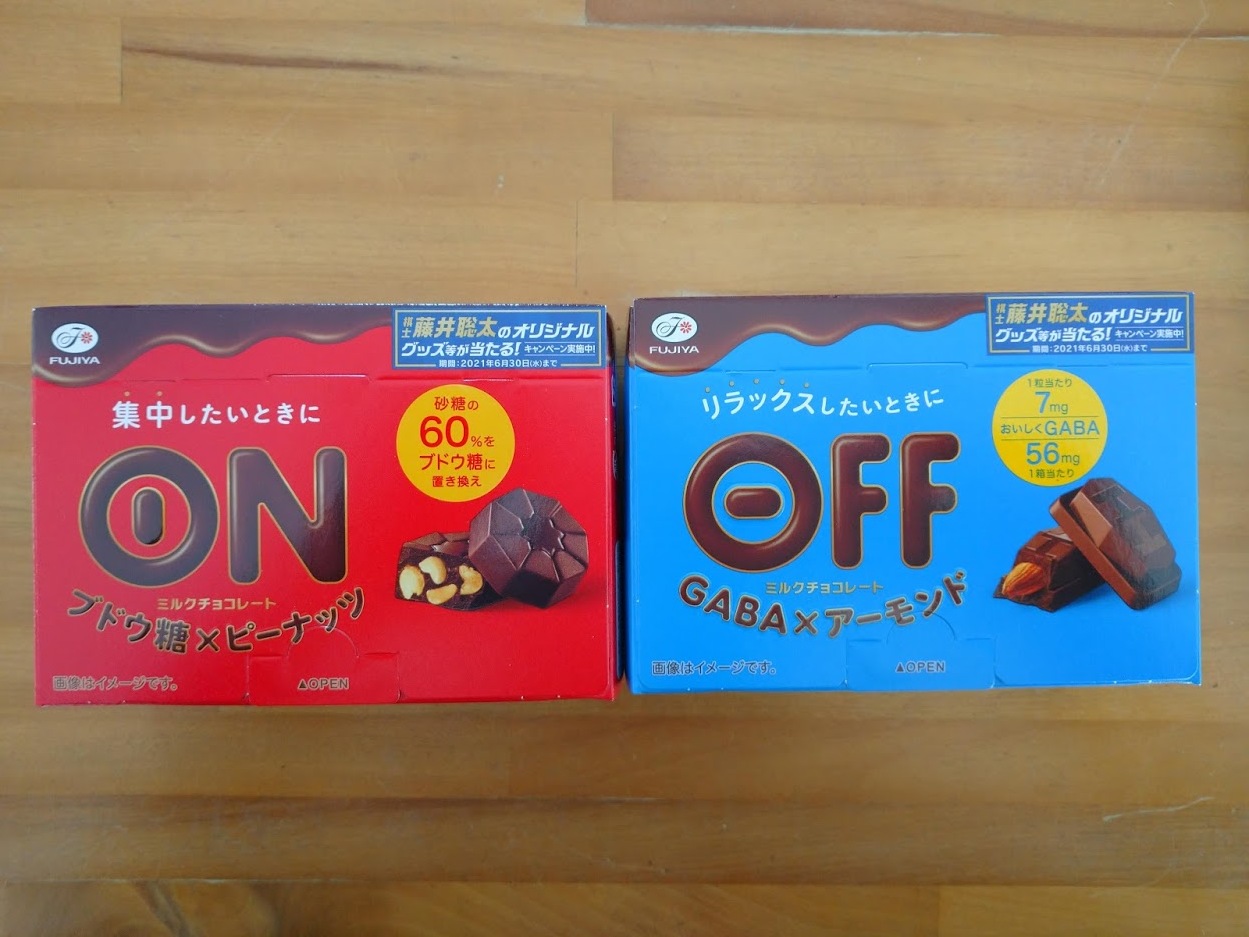 FUJIYA
棋士 藤井聡太のオリジナル
グッズ等が当たる! キャンペーン実施中!
期間:2021年6月30日(水)まで
集中したいときに
砂糖の
60%を
ブドウ糖に
置き換え
ON
ミルクチョコレート
ブドウ糖×ピーナッツ
画像はイメージです。
▲OPEN
FUJIYA
棋士 藤井聡太のオリジナル
グッズ等が当たる! キャンペーン実施中!
期間:2021年6月30日(水)まで
リラックスしたいときに
1粒当たり
7mg
おいしくGABA
56mg
1箱当たり
OFF
ミルクチョコレート
GABA×アーモンド
画像はイメージです。
▲OPEN